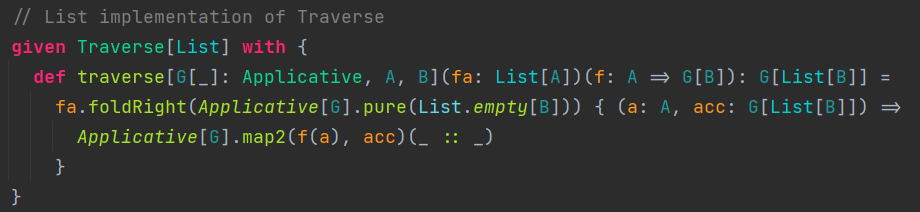 // List implementation of Traverse
given Traverse[List] with {
  def traverse[G[_]: Applicative, A, B](fa: List[A])(f: A => G[B]): G[List[B]] =
    fa.foldRight(Applicative[G].pure(List.empty[B])) { (a: A, acc: G[List[B]]) =>
      Applicative[G].map2(f(a), acc)(_ :: _)
    }
}